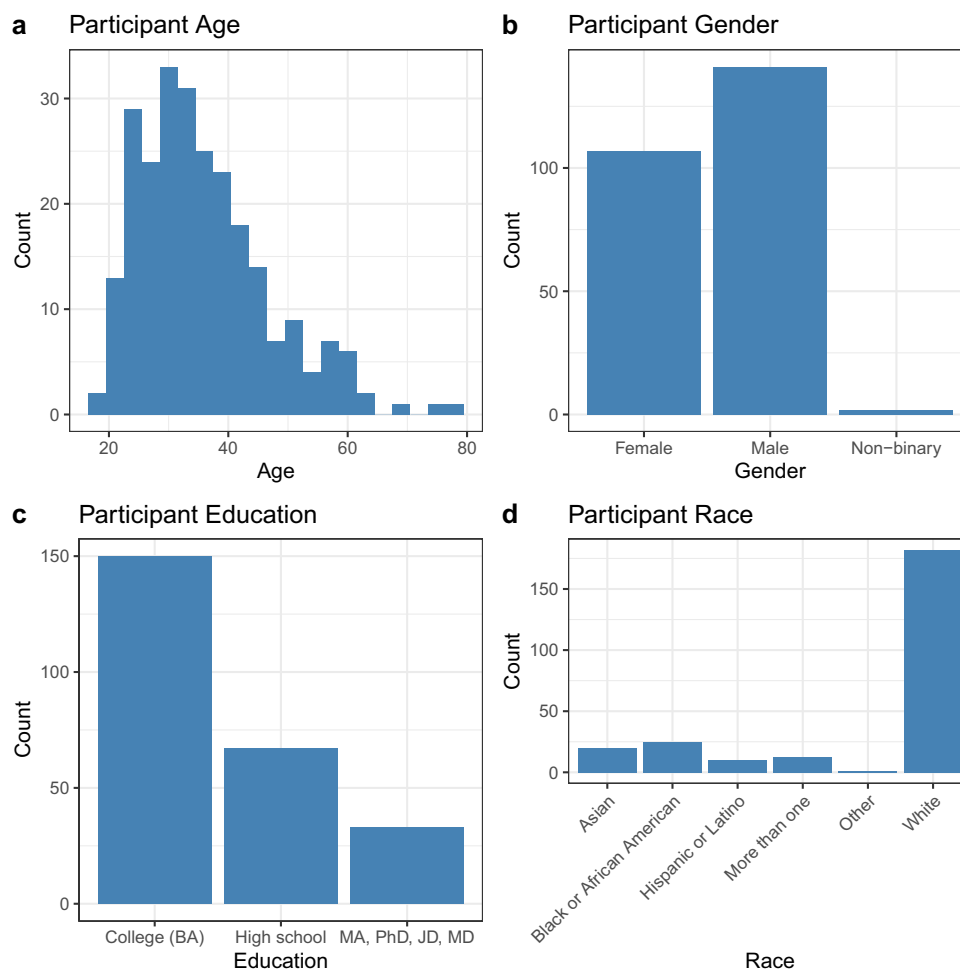 a Participant Age
30
20
10
0
Count
20 40 60 80
Age
b Participant Gender
100
50
0
Count
Female Male Non−binary
Gender
c Participant Education
150
100
50
0
Count
College (BA) High school MA, PhD, JD, MD
Education
d Participant Race
150
100
50
0
Count
Asian
Black or African American
Hispanic or Latino
More than one
Other
White
Race